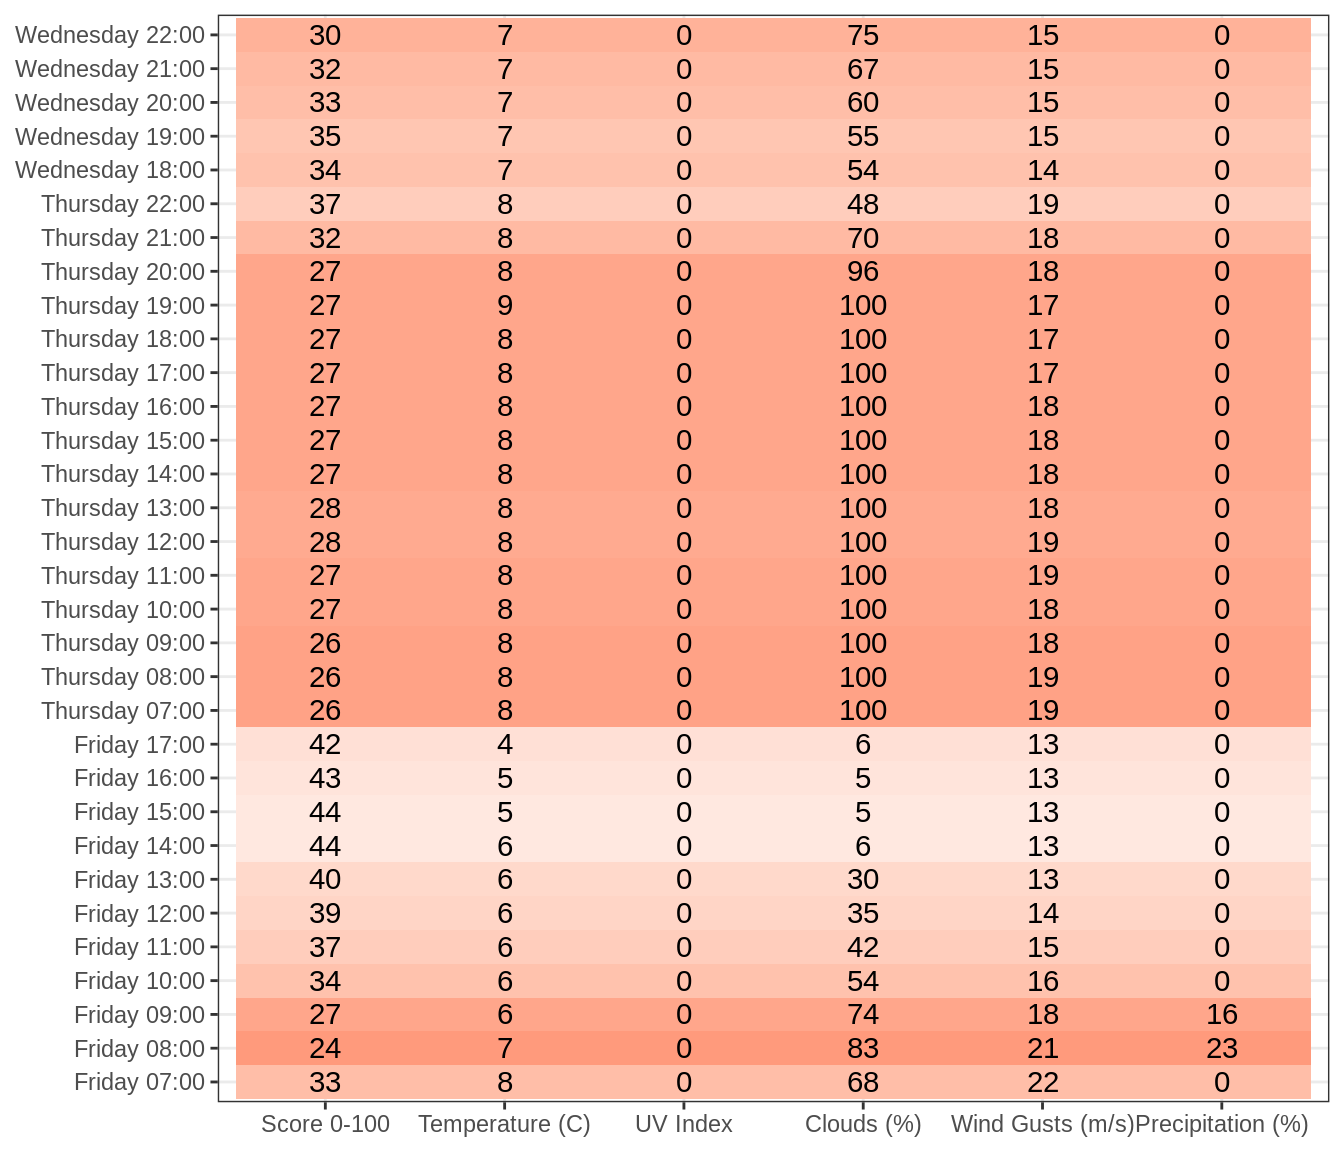 Wednesday 22:00 30 7 0 75 15 0
Wednesday 21:00 32 7 0 67 15 0
Wednesday 20:00 33 7 0 60 15 0
Wednesday 19:00 35 7 0 55 15 0
Wednesday 18:00 34 7 0 54 14 0
Thursday 22:00 37 8 0 48 19 0
Thursday 21:00 32 8 0 70 18 0
Thursday 20:00 27 8 0 96 18 0
Thursday 19:00 27 9 0 100 17 0
Thursday 18:00 27 8 0 100 17 0
Thursday 17:00 27 8 0 100 17 0
Thursday 16:00 27 8 0 100 18 0
Thursday 15:00 27 8 0 100 18 0
Thursday 14:00 27 8 0 100 18 0
Thursday 13:00 28 8 0 100 18 0
Thursday 12:00 28 8 0 100 19 0
Thursday 11:00 27 8 0 100 19 0
Thursday 10:00 27 8 0 100 18 0
Thursday 09:00 26 8 0 100 18 0
Thursday 08:00 26 8 0 100 19 0
Thursday 07:00 26 8 0 100 19 0
Friday 17:00 42 4 0 6 13 0
Friday 16:00 43 5 0 5 13 0
Friday 15:00 44 5 0 5 13 0
Friday 14:00 44 6 0 6 13 0
Friday 13:00 40 6 0 30 13 0
Friday 12:00 39 6 0 35 14 0
Friday 11:00 37 6 0 42 15 0
Friday 10:00 34 6 0 54 16 0
Friday 09:00 27 6 0 74 18 16
Friday 08:00 24 7 0 83 21 23
Friday 07:00 33 8 0 68 22 0
Score 0-100 Temperature (C) UV Index Clouds (%) Wind Gusts (m/s) Precipitation (%)